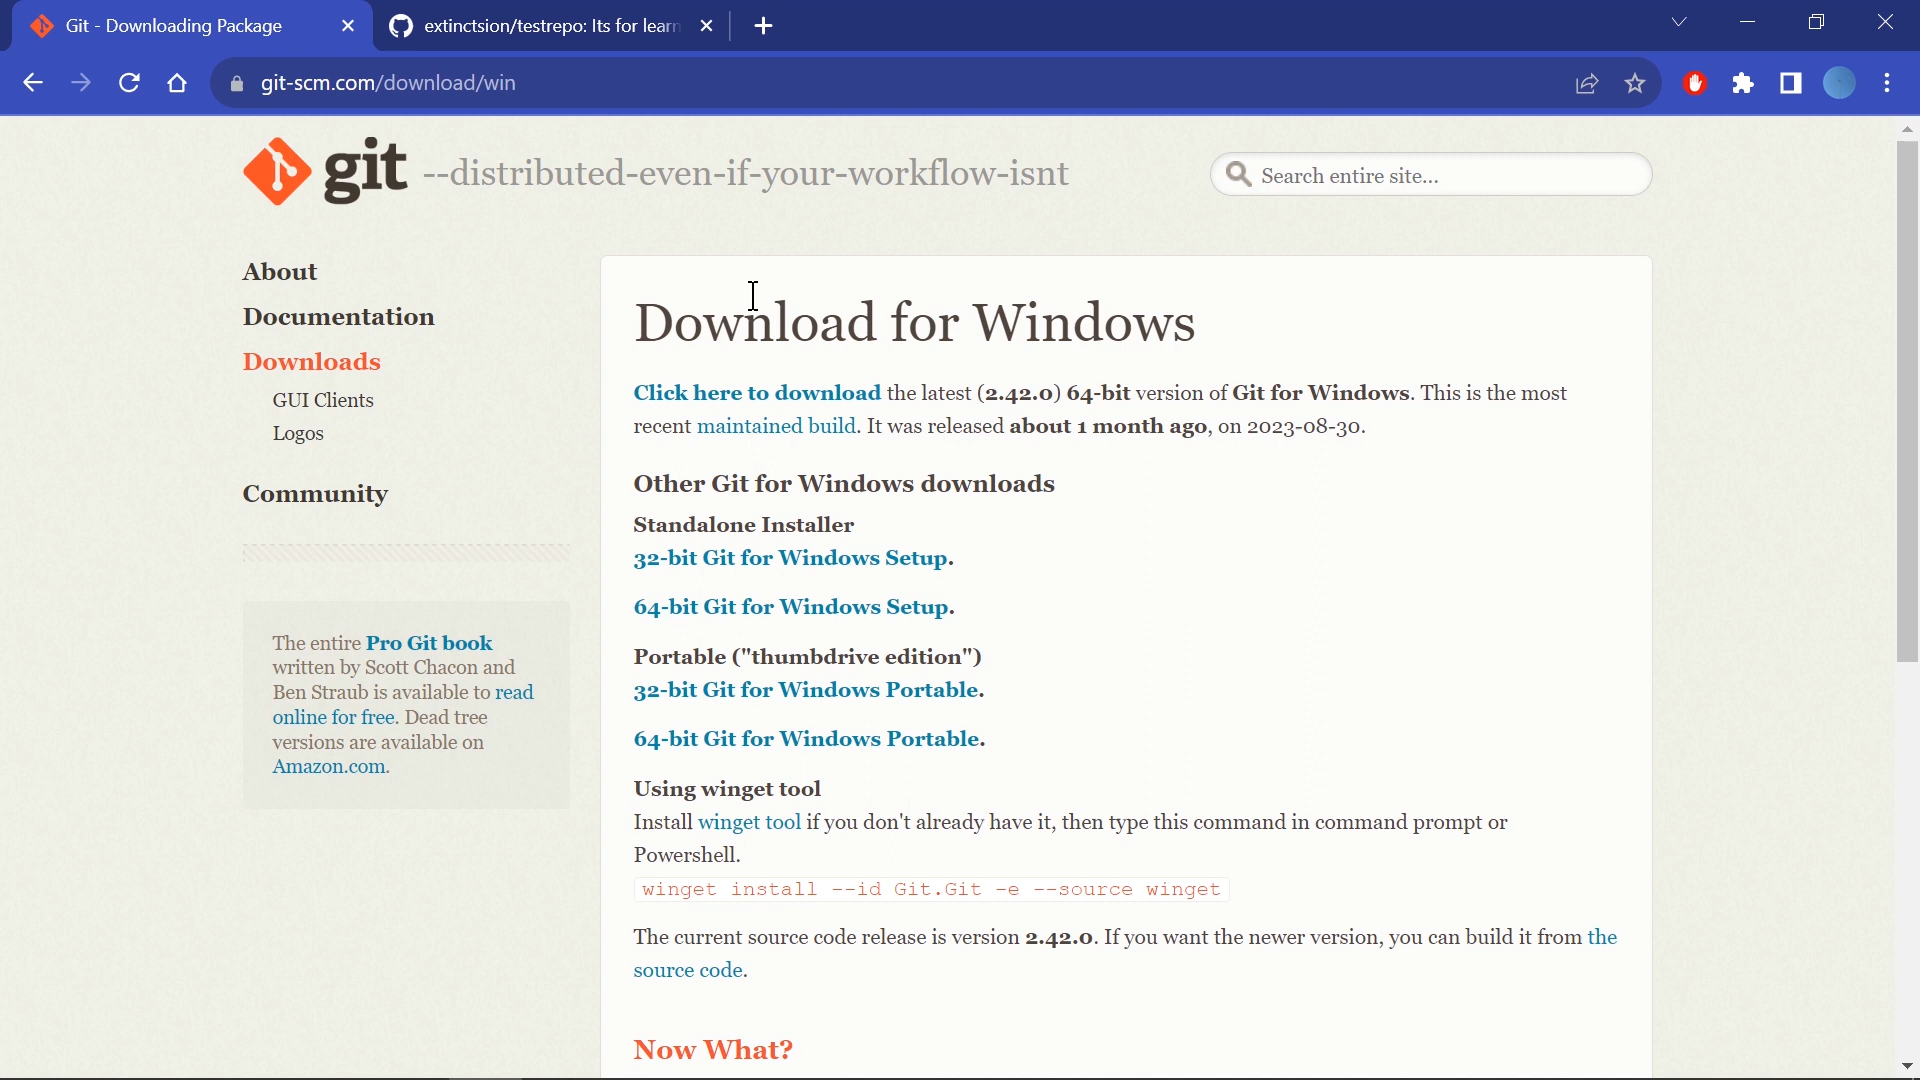 Git - Downloading Package
extinctsion/testrepo: Its for learn
git-scm.com/download/win
git --distributed-even-if-your-workflow-isnt
Search entire site...
About
Documentation
Downloads
GUI Clients
Logos
Community
The entire Pro Git book
written by Scott Chacon and
Ben Straub is available to read
online for free. Dead tree
versions are available on
Amazon.com.
Download for Windows
Click here to download the latest (2.42.0) 64-bit version of Git for Windows. This is the most
recent maintained build. It was released about 1 month ago, on 2023-08-30.
Other Git for Windows downloads
Standalone Installer
32-bit Git for Windows Setup.
64-bit Git for Windows Setup.
Portable ("thumbdrive edition")
32-bit Git for Windows Portable.
64-bit Git for Windows Portable.
Using winget tool
Install winget tool if you don't already have it, then type this command in command prompt or
Powershell.
winget install --id Git.Git -e --source winget
The current source code release is version 2.42.0. If you want the newer version, you can build it from the
source code.
Now What?